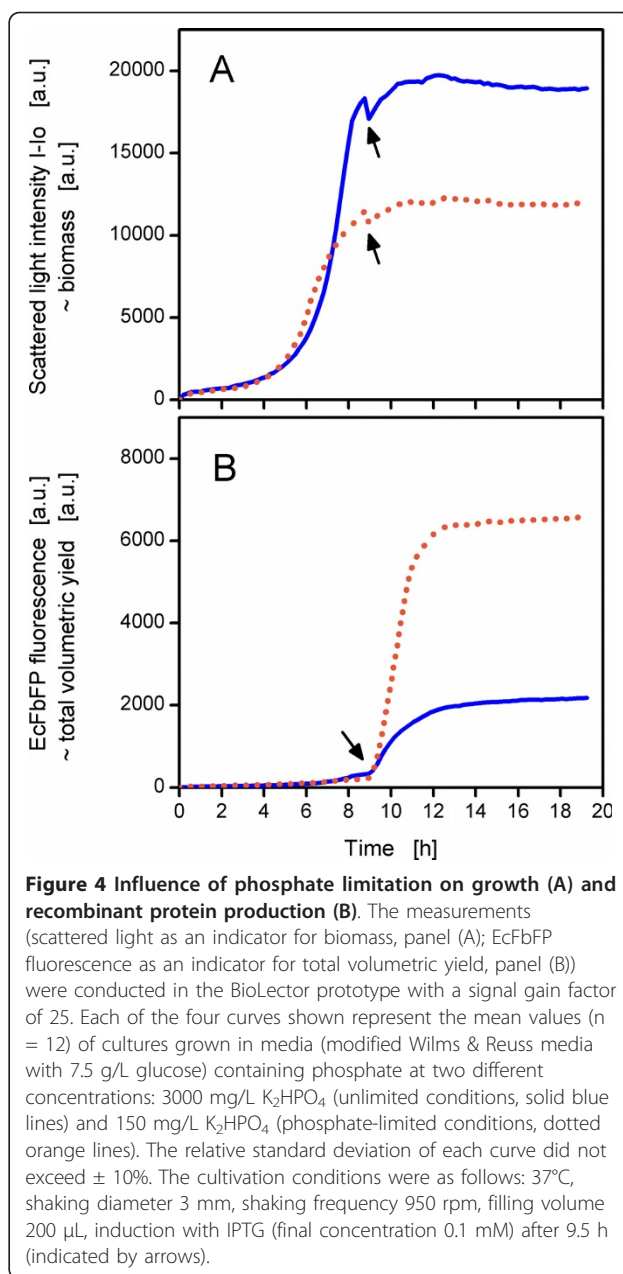 20000
15000
10000
5000
0
Scattered light intensity I-Io [a.u.]
~ biomass [a.u.]
A
8000
6000
4000
2000
0
EcFbFP fluorescence [a.u.]
~ total volumetric yield [a.u.]
B
0 2 4 6 8 10 12 14 16 18 20
Time [h]
Figure 4 Influence of phosphate limitation on growth (A) and
recombinant protein production (B). The measurements
(scattered light as an indicator for biomass, panel (A); EcFbFP
fluorescence as an indicator for total volumetric yield, panel (B))
were conducted in the BioLector prototype with a signal gain factor
of 25. Each of the four curves shown represent the mean values (n
= 12) of cultures grown in media (modified Wilms & Reuss media
with 7.5 g/L glucose) containing phosphate at two different
concentrations: 3000 mg/L K₂HPO₄ (unlimited conditions, solid blue
lines) and 150 mg/L K₂HPO₄ (phosphate-limited conditions, dotted
orange lines). The relative standard deviation of each curve did not
exceed ± 10%. The cultivation conditions were as follows: 37°C,
shaking diameter 3 mm, shaking frequency 950 rpm, filling volume
200 μL, induction with IPTG (final concentration 0.1 mM) after 9.5 h
(indicated by arrows).